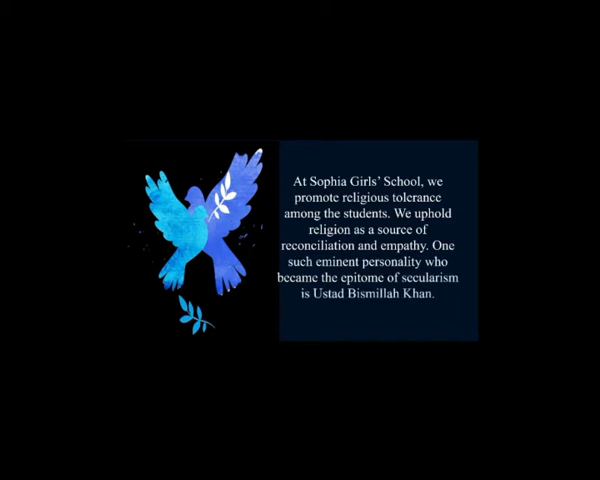 At Sophia Girls' School, we
promote religious tolerance
among the students. We uphold
religion as a source of
reconciliation and empathy. One
such eminent personality who
became the epitome of secularism
is Ustad Bismillah Khan.